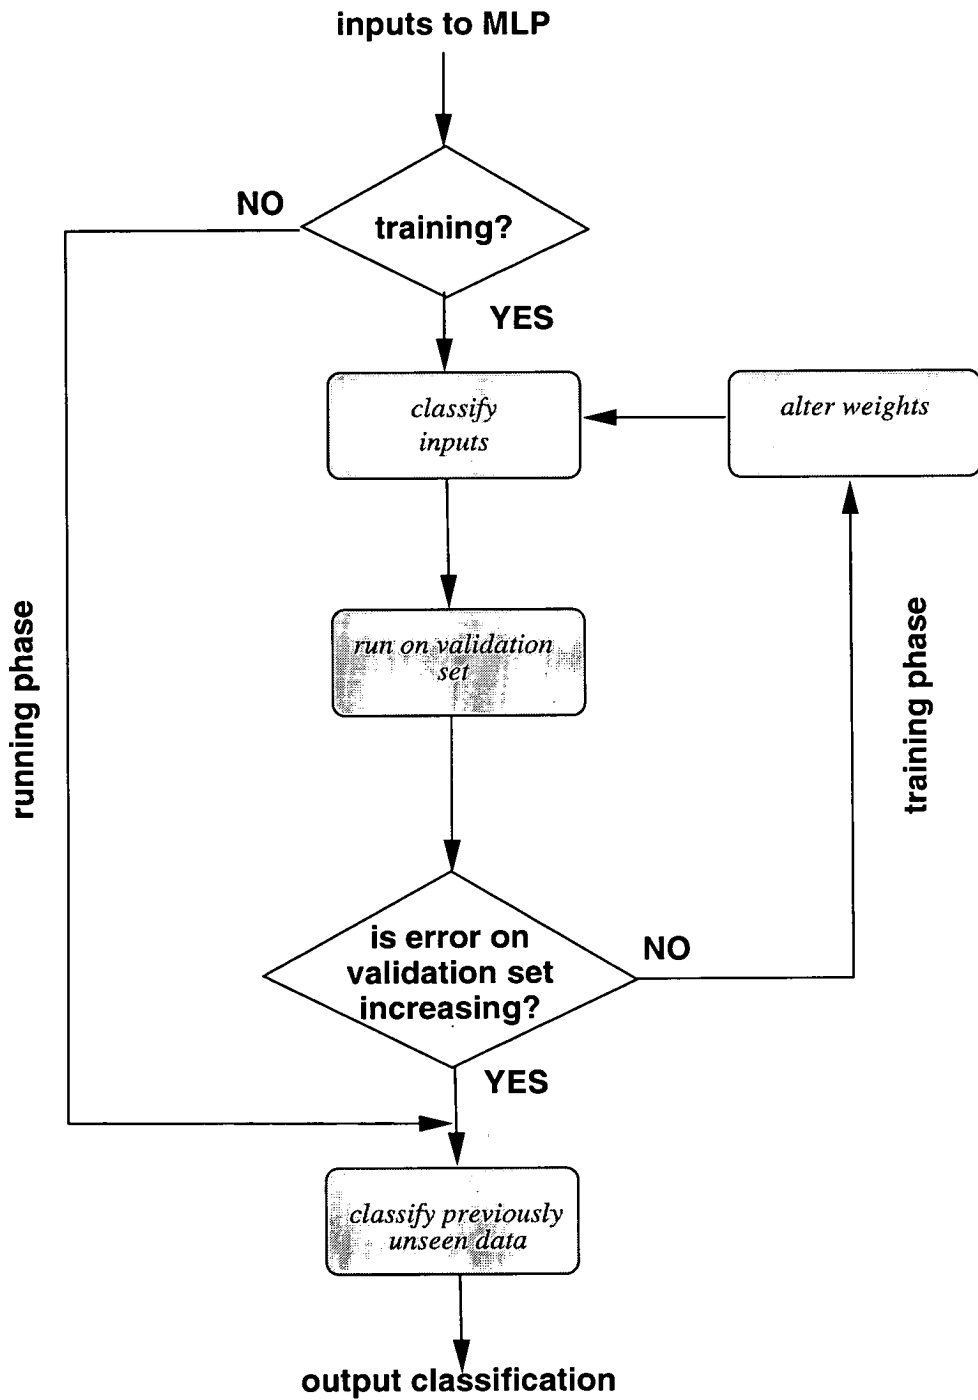 inputs to MLP
NO
training?
YES
classify
inputs
alter weights
run on validation
set
running phase
training phase
is error on
validation set
increasing?
NO
YES
classify previously
unseen data
output classification